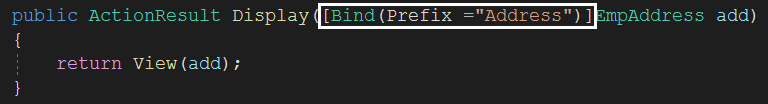 public ActionResult Display([Bind(Prefix ="Address")]EmpAddress add)
{
return View(add);
}